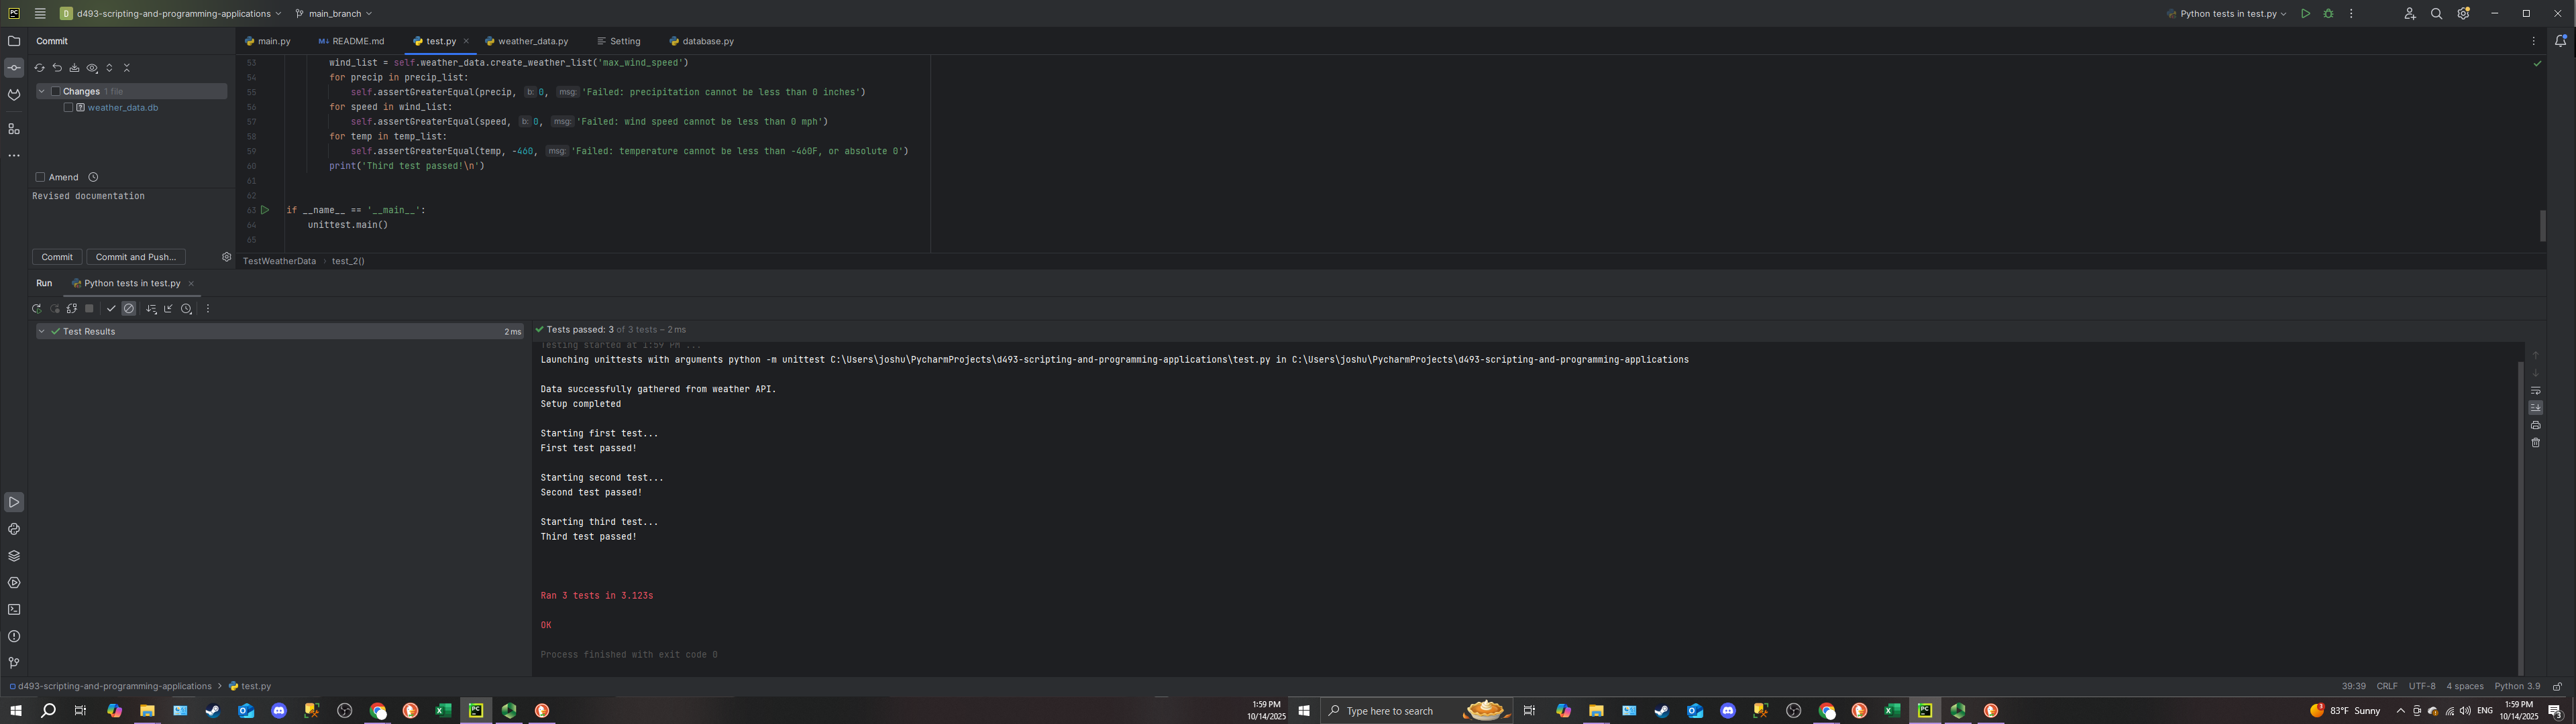 PC D d493-scripting-and-programming-applications main_branch Python tests in test.py
Commit
main.py README.md test.py weather_data.py Setting database.py
Changes 1 file
weather_data.db
Amend
Revised documentation
Commit Commit and Push...
53 wind_list = self.weather_data.create_weather_list('max_wind_speed')
54 for precip in precip_list:
55 self.assertGreaterEqual(precip, b: 0, msg: 'Failed: precipitation cannot be less than 0 inches')
56 for speed in wind_list:
57 self.assertGreaterEqual(speed, b: 0, msg: 'Failed: wind speed cannot be less than 0 mph')
58 for temp in temp_list:
59 self.assertGreaterEqual(temp, -460, msg: 'Failed: temperature cannot be less than -460F, or absolute 0')
60 print('Third test passed!\n')
61
62
63 if __name__ == '__main__':
64 unittest.main()
65
TestWeatherData › test_2()
Run Python tests in test.py
Test Results 2 ms
Tests passed: 3 of 3 tests – 2 ms
Testing started at 1:59 PM ...
Launching unittests with arguments python -m unittest C:\Users\joshu\PycharmProjects\d493-scripting-and-programming-applications\test.py in C:\Users\joshu\PycharmProjects\d493-scripting-and-programming-applications
Data successfully gathered from weather API.
Setup completed
Starting first test...
First test passed!
Starting second test...
Second test passed!
Starting third test...
Third test passed!
Ran 3 tests in 3.123s
OK
Process finished with exit code 0
d493-scripting-and-programming-applications › test.py 39:39 CRLF UTF-8 4 spaces Python 3.9
1:59 PM
10/14/2025
Type here to search
83°F Sunny
ENG
1:59 PM
10/14/2025